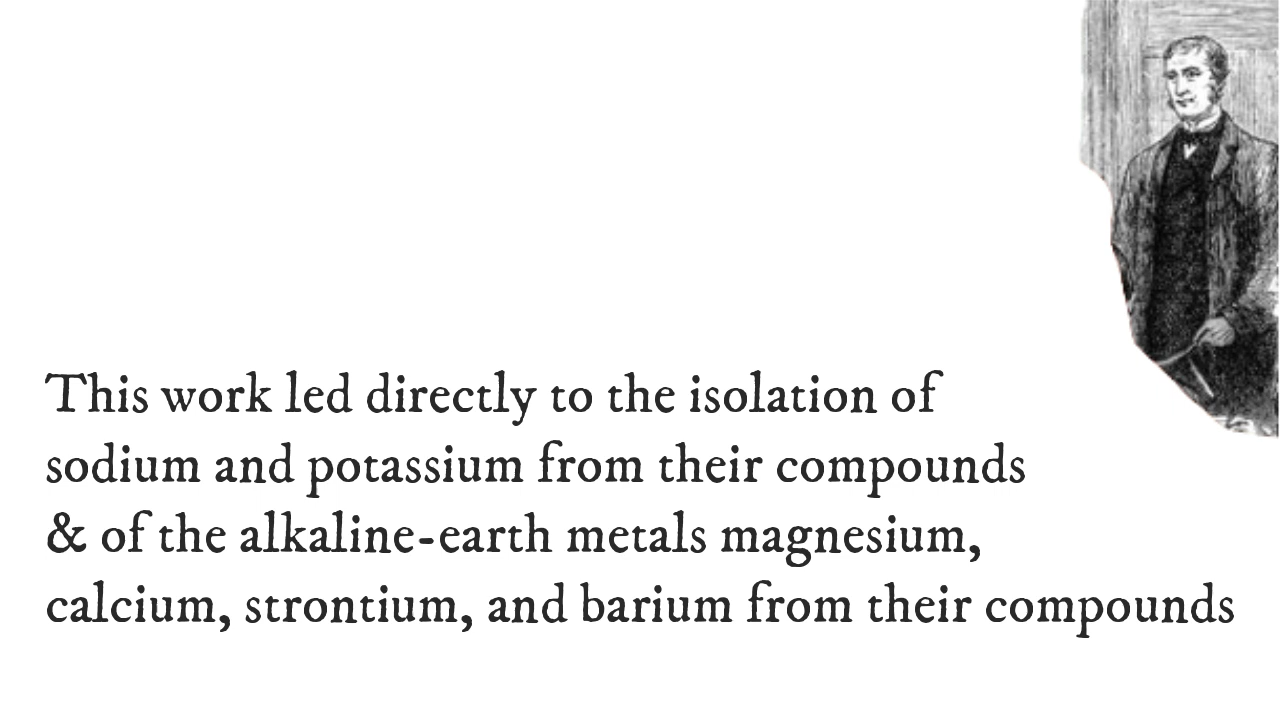 This work led directly to the isolation of
sodium and potassium from their compounds
& of the alkaline-earth metals magnesium,
calcium, strontium, and barium from their compounds